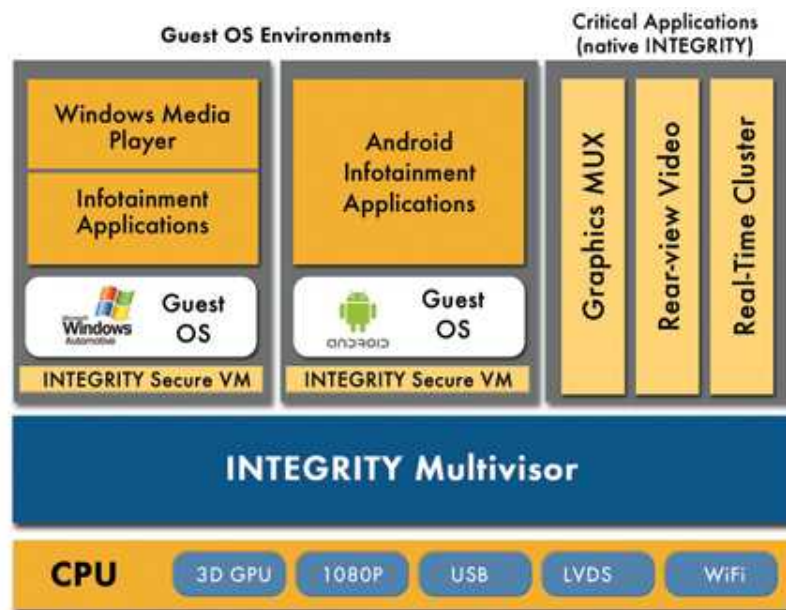 Guest OS Environments
Critical Applications
(native INTEGRITY)
Windows Media
Player
Infotainment
Applications
Microsoft
Windows
Automotive
Guest
OS
INTEGRITY Secure VM
Android
Infotainment
Applications
ANDROID
Guest
OS
INTEGRITY Secure VM
Graphics MUX
Rear-view Video
Real-Time Cluster
INTEGRITY Multivisor
CPU
3D GPU
1080P
USB
LVDS
WiFi